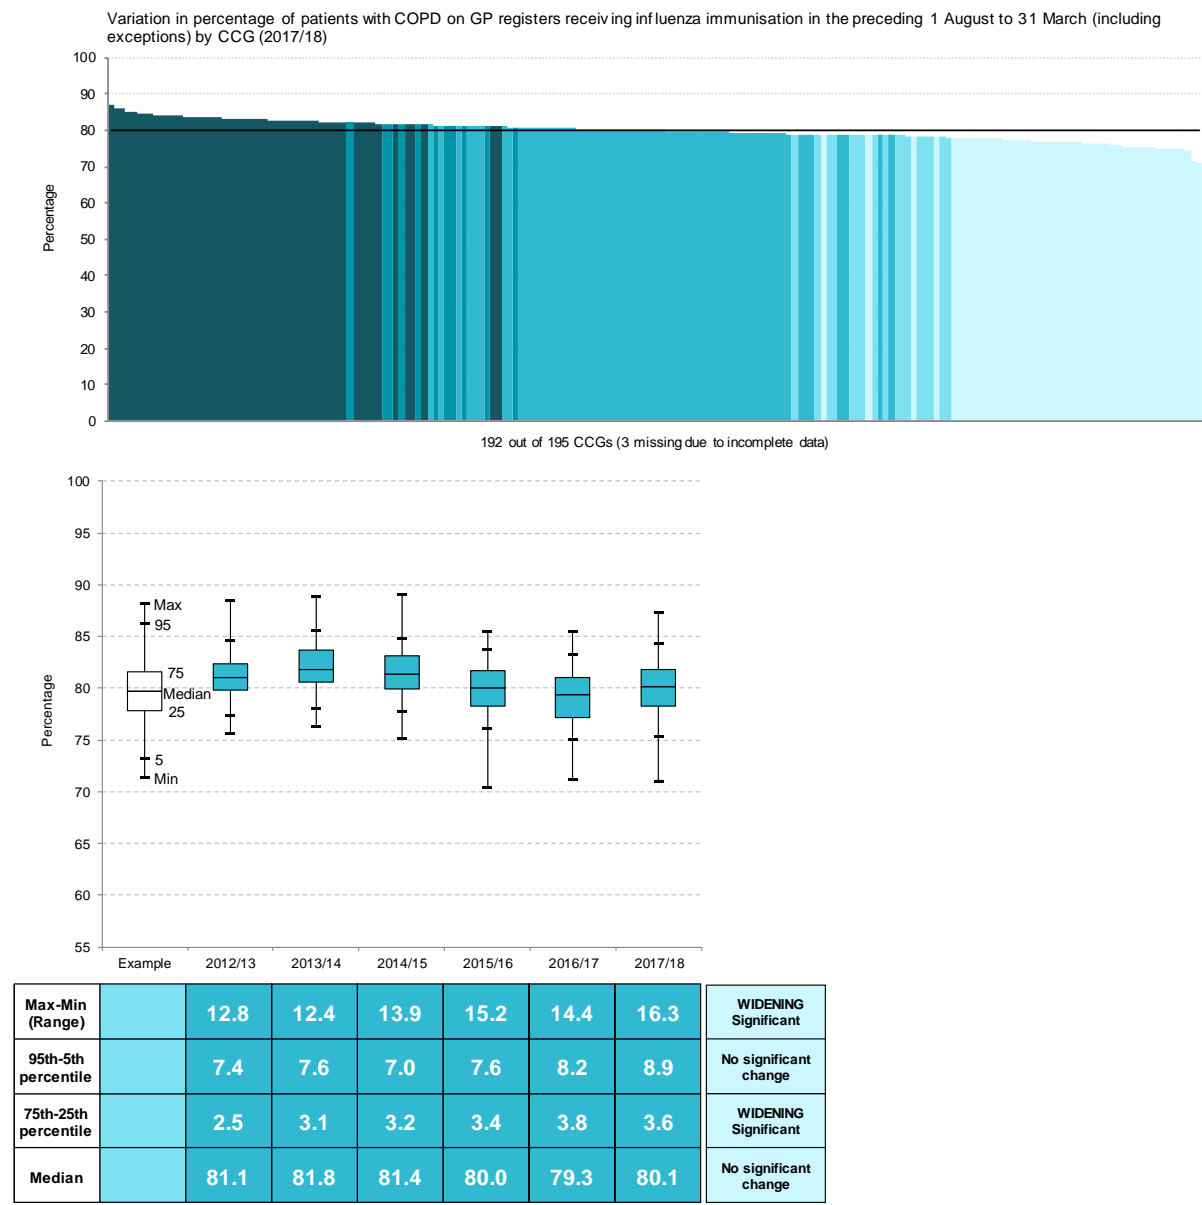 Variation in percentage of patients with COPD on GP registers receiving influenza immunisation in the preceding 1 August to 31 March (including
exceptions) by CCG (2017/18)
100
90
80
70
60
50
40
30
20
10
0
Percentage
192 out of 195 CCGs (3 missing due to incomplete data)
100
95
90
85
80
75
70
65
60
55
Percentage
Max
95
75
Median
25
5
Min
Example 2012/13 2013/14 2014/15 2015/16 2016/17 2017/18
Max-Min
(Range)
12.8 12.4 13.9 15.2 14.4 16.3
WIDENING
Significant
95th-5th
percentile
7.4 7.6 7.0 7.6 8.2 8.9
No significant
change
75th-25th
percentile
2.5 3.1 3.2 3.4 3.8 3.6
WIDENING
Significant
Median
81.1 81.8 81.4 80.0 79.3 80.1
No significant
change